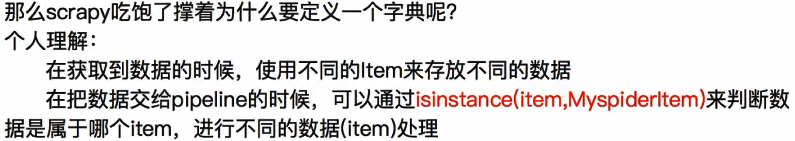 那么scrapy吃饱了撑着为什么要定义一个字典呢？
个人理解：
在获取到数据的时候，使用不同的Item来存放不同的数据
在把数据交给pipeline的时候，可以通过isinstance(item,MyspiderItem)来判断数
据是属于哪个item，进行不同的数据(item)处理